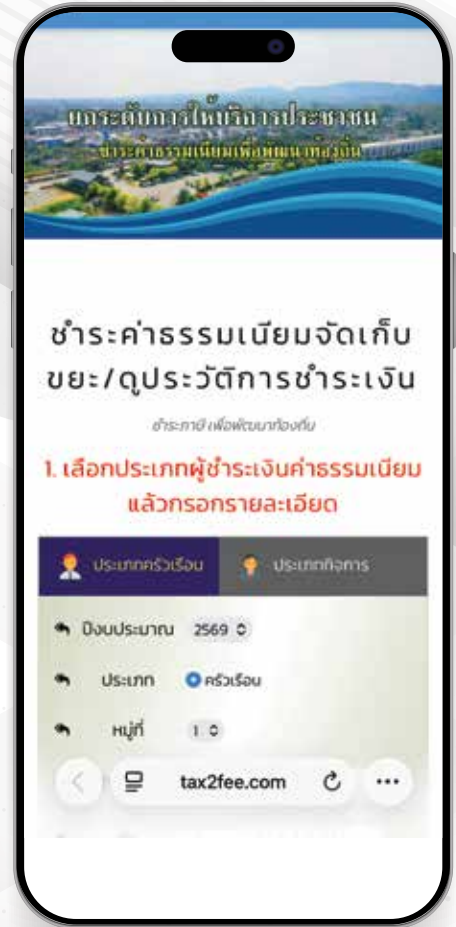 ยกระดับการให้บริการประชาชน
ชำระค่าธรรมเนียมเพื่อพัฒนาท้องถิ่น
ชำระค่าธรรมเนียมจัดเก็บ
ขยะ/ดูประวัติการชำระเงิน
ชำระภาษี เพื่อพัฒนาท้องถิ่น
1. เลือกประเภทผู้ชำระเงินค่าธรรมเนียม
แล้วกรอกรายละเอียด
ประเภทครัวเรือน ประเภทกิจการ
ปีงบประมาณ 2569
ประเภท ครัวเรือน
หมู่ที่ 1
tax2fee.com